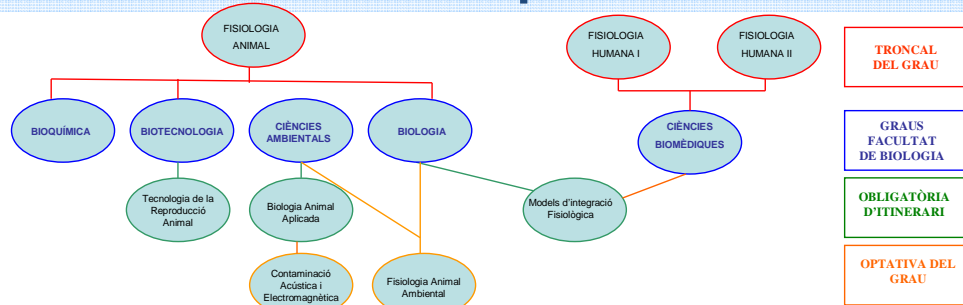 FISIOLOGIA
ANIMAL
FISIOLOGIA
HUMANA I
FISIOLOGIA
HUMANA II
TRONCAL
DEL GRAU
BIOQUÍMICA
BIOTECNOLOGIA
CIÈNCIES
AMBIENTALS
BIOLOGIA
CIÈNCIES
BIOMÈDIQUES
GRAUS
FACULTAT
DE BIOLOGIA
Tecnologia de la
Reproducció
Animal
Biologia Animal
Aplicada
Models d'integració
Fisiològica
OBLIGATÒRIA
D'ITINERARI
Contaminació
Acústica i
Electromagnètica
Fisiologia Animal
Ambiental
OPTATIVA DEL
GRAU